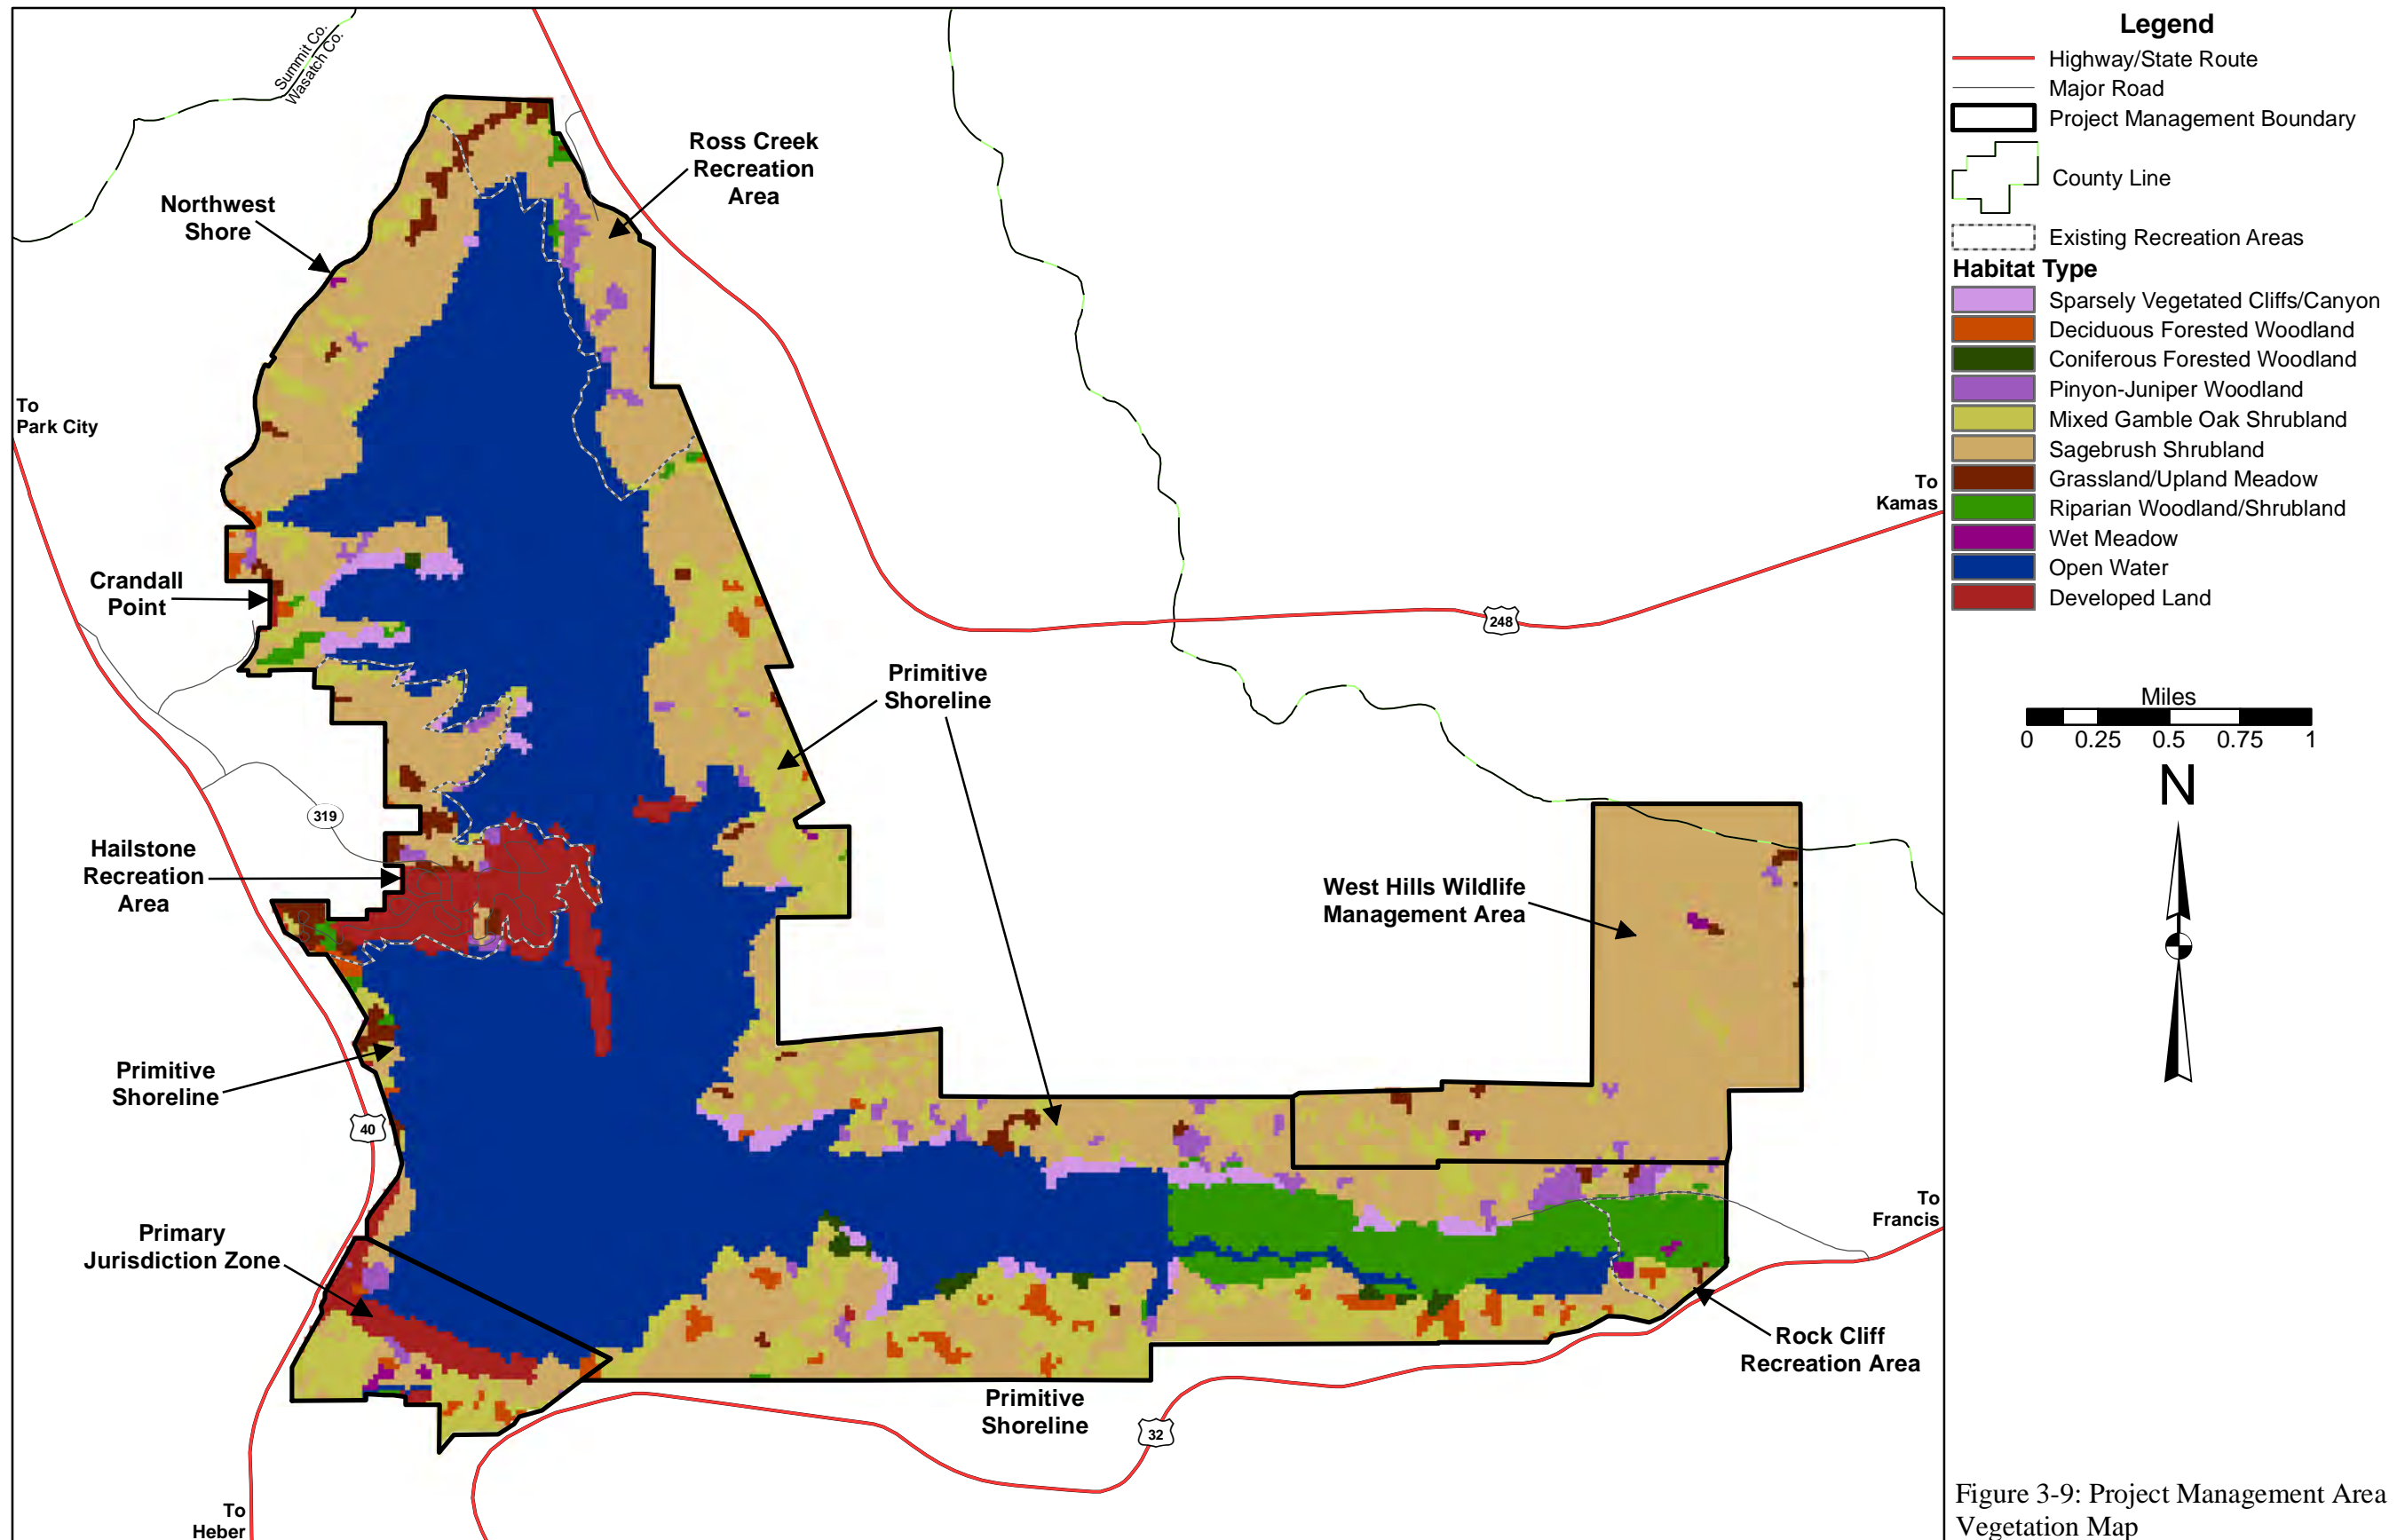 Summit Co.
Wasatch Co.
Ross Creek
Recreation
Area
Northwest
Shore
To
Park City
Crandall
Point
To
Kamas
248
Primitive
Shoreline
319
Hailstone
Recreation
Area
West Hills Wildlife
Management Area
Primitive
Shoreline
40
Primary
Jurisdiction Zone
To
Francis
Rock Cliff
Recreation Area
Primitive
Shoreline
32
To
Heber
Legend
Highway/State Route
Major Road
Project Management Boundary
County Line
Existing Recreation Areas
Habitat Type
Sparsely Vegetated Cliffs/Canyon
Deciduous Forested Woodland
Coniferous Forested Woodland
Pinyon-Juniper Woodland
Mixed Gamble Oak Shrubland
Sagebrush Shrubland
Grassland/Upland Meadow
Riparian Woodland/Shrubland
Wet Meadow
Open Water
Developed Land
Miles
0 0.25 0.5 0.75 1
N
Figure 3-9: Project Management Area
Vegetation Map